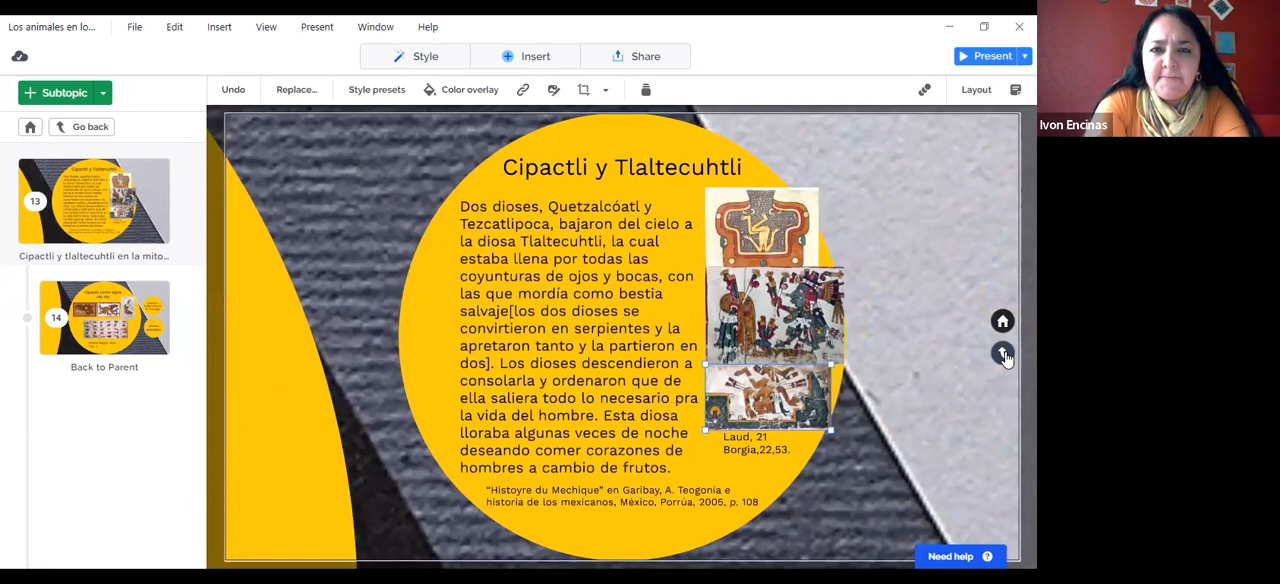 Los animales en lo...
File
Edit
Insert
View
Present
Window
Help
Style
Insert
Share
Present
Subtopic
Undo
Replace...
Style presets
Color overlay
Layout
Go back
13
Cipactli y tlaltecuhtli en la mito...
14
Back to Parent
Cipactli y Tlaltecuhtli
Dos dioses, Quetzalcóatl y
Tezcatlipoca, bajaron del cielo a
la diosa Tlaltecuhtli, la cual
estaba llena por todas las
coyunturas de ojos y bocas, con
las que mordía como bestia
salvaje[los dos dioses se
convirtieron en serpientes y la
apretaron tanto y la partieron en
dos]. Los dioses descendieron a
consolarla y ordenaron que de
ella saliera todo lo necesario pra
la vida del hombre. Esta diosa
lloraba algunas veces de noche
deseando comer corazones de
hombres a cambio de frutos.
Laud, 21
Borgia,22,53.
“Histoyre du Mechique” en Garibay, A. Teogonía e
historia de los mexicanos, México, Porrúa, 2005, p. 108
Need help ?
Ivon Encinas